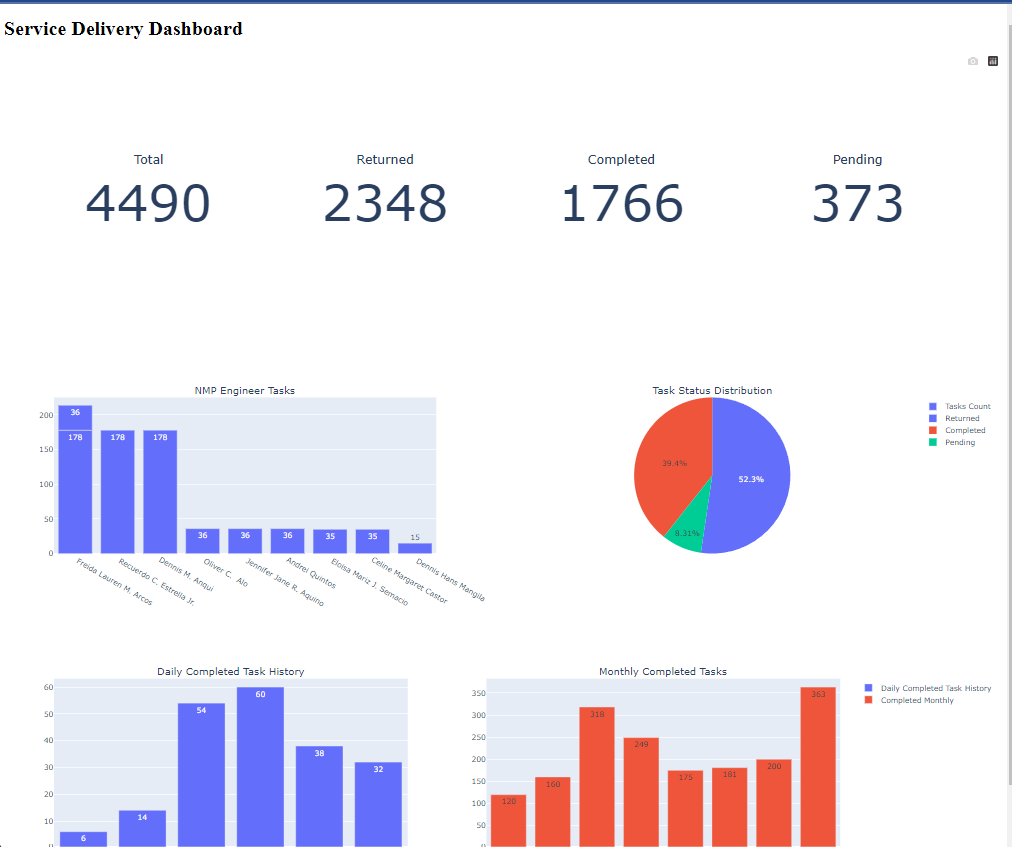 Service Delivery Dashboard
Total
Returned
Completed
Pending
4490
2348
1766
373
NMP Engineer Tasks
200
150
100
50
0
36
178
178
178
36
36
36
35
35
15
Freida Lauren M. Arcos
Recuerdo C. Estrella Jr.
Dennis M. Anqui
Oliver C. Alo
Jennifer Jane R. Aquino
Andrei Quintos
Eloisa Mariz J. Semacio
Celine Margaret Castor
Dennis Hans Mangila
Task Status Distribution
39.4%
52.3%
8.31%
Tasks Count
Returned
Completed
Pending
Daily Completed Task History
60
50
40
30
20
10
6
14
54
60
38
32
Monthly Completed Tasks
350
300
250
200
150
100
50
0
120
160
318
249
175
181
200
363
Daily Completed Task History
Completed Monthly